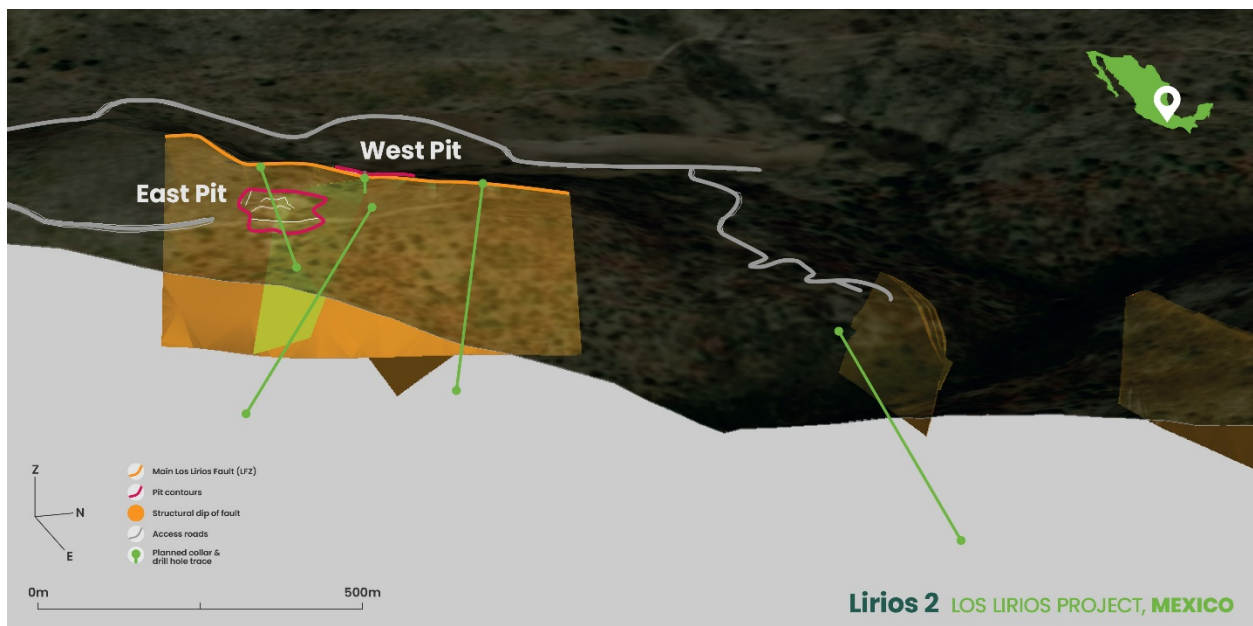 West Pit
East Pit
Z
N
E
Main Los Lirios Fault (LFZ)
Pit contours
Structural dip of fault
Access roads
Planned collar &
drill hole trace
0m
500m
Lirios 2 LOS LIRIOS PROJECT, MEXICO